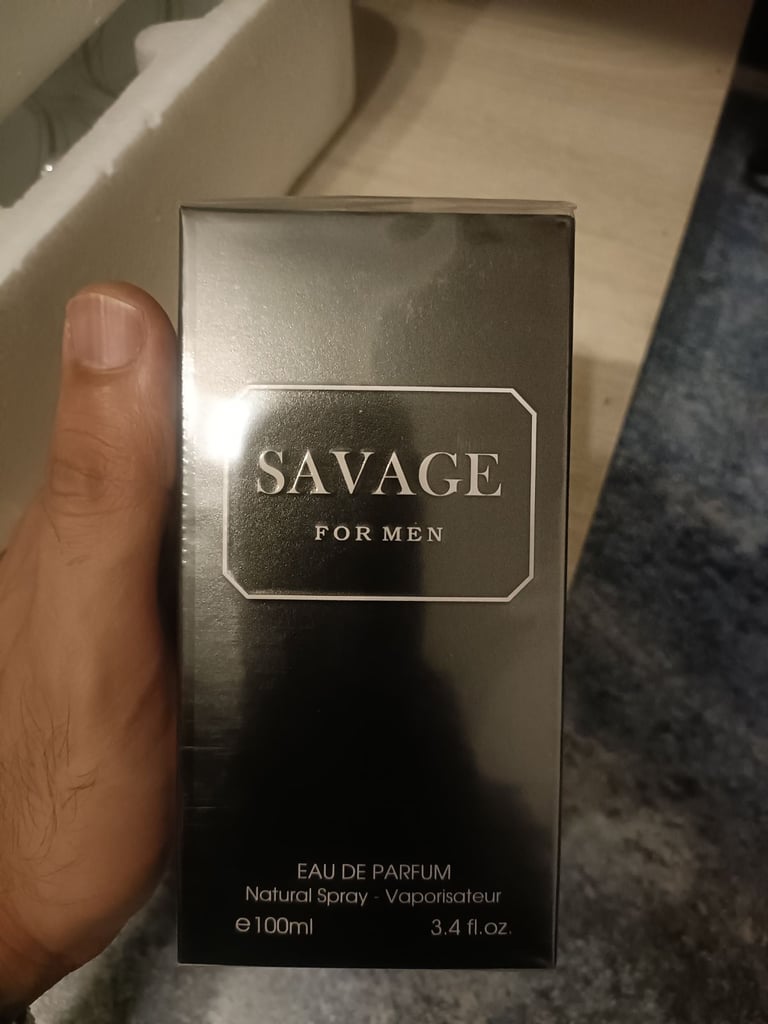 SAVAGE
FOR MEN
EAU DE PARFUM
Natural Spray - Vaporisateur
℮100ml 3.4 fl.oz.